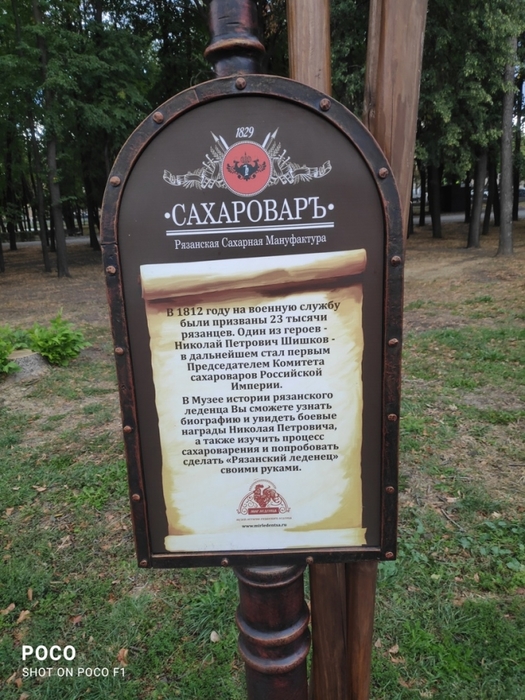 1829
•САХАРОВАРЪ•
Рязанская Сахарная Мануфактура
В 1812 году на военную службу
были призваны 23 тысячи
рязанцев. Один из героев -
Николай Петрович Шишков -
в дальнейшем стал первым
Председателем Комитета
сахароваров Российской
Империи.
В Музее истории рязанского
леденца Вы сможете узнать
биографию и увидеть боевые
награды Николая Петровича,
а также изучить процесс
сахароварения и попробовать
сделать «Рязанский леденец»
своими руками.
POCO
SHOT ON POCO F1